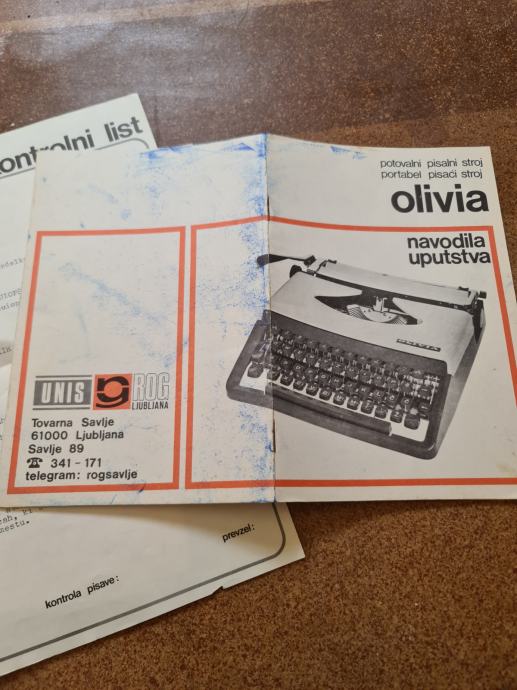 kontrolni list
potovalni pisalni stroj
portabel pisaći stroj
olivia
navodila
uputstva
OLIVIA
UNIS
ROG
LJUBLJANA
Tovarna Savlje
61000 Ljubljana
Savlje 89
☎ 341-171
telegram: rogsavlje
mestu.
prevzel:
kontrola pisave: